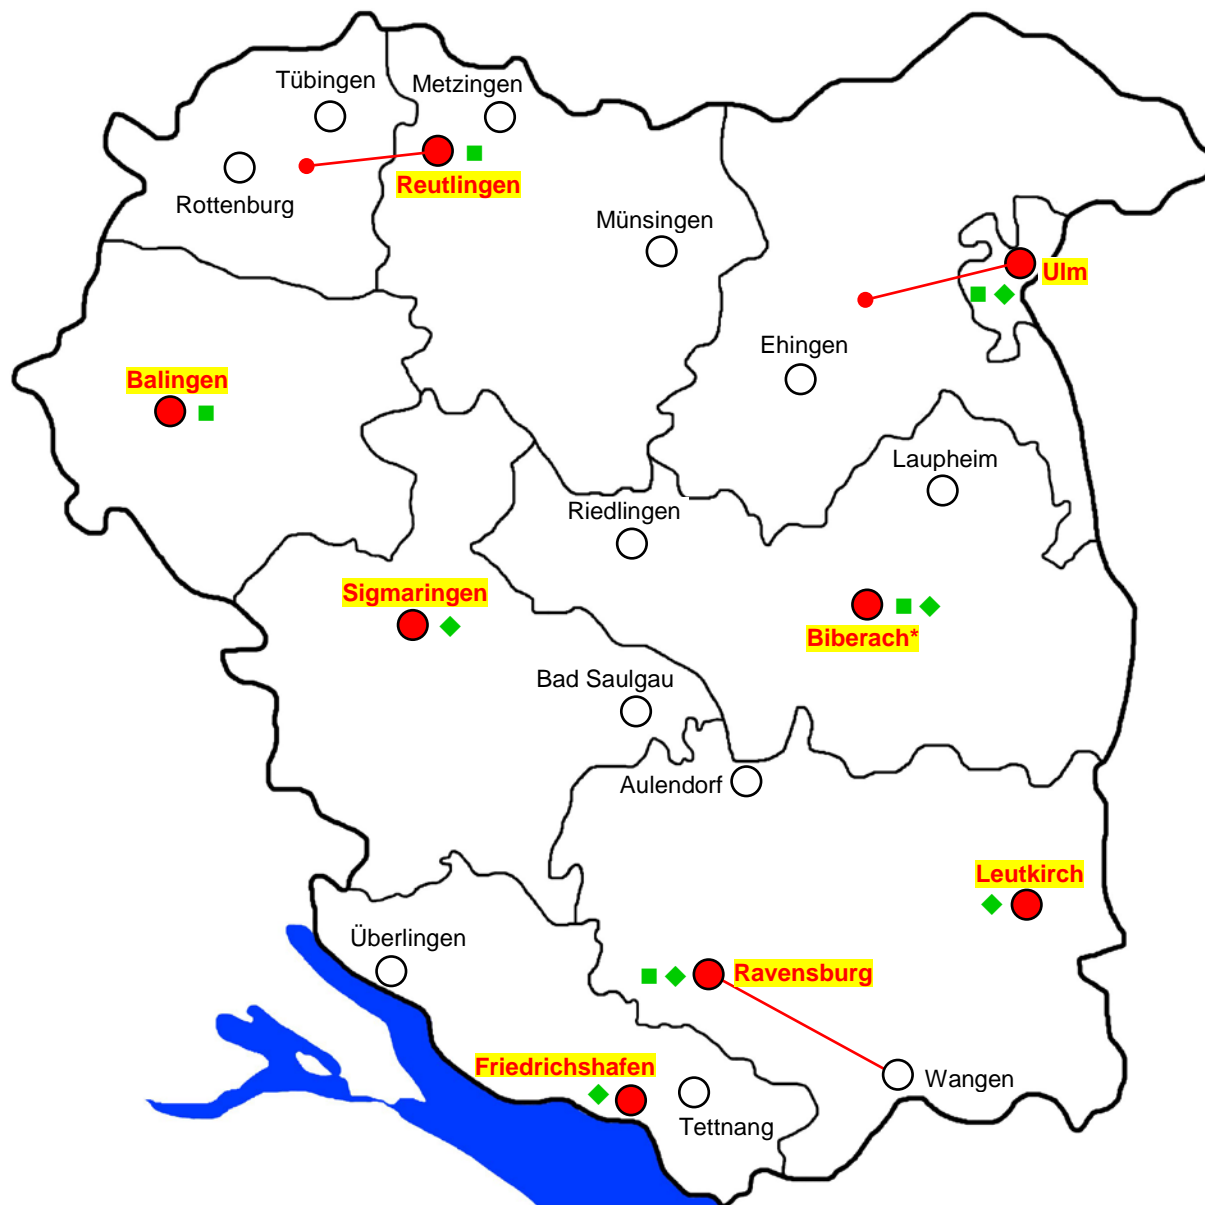 Tübingen
Metzingen
Reutlingen
Rottenburg
Münsingen
Ulm
Ehingen
Balingen
Laupheim
Riedlingen
Sigmaringen
Biberach*
Bad Saulgau
Aulendorf
Leutkirch
Überlingen
Ravensburg
Friedrichshafen
Wangen
Tettnang